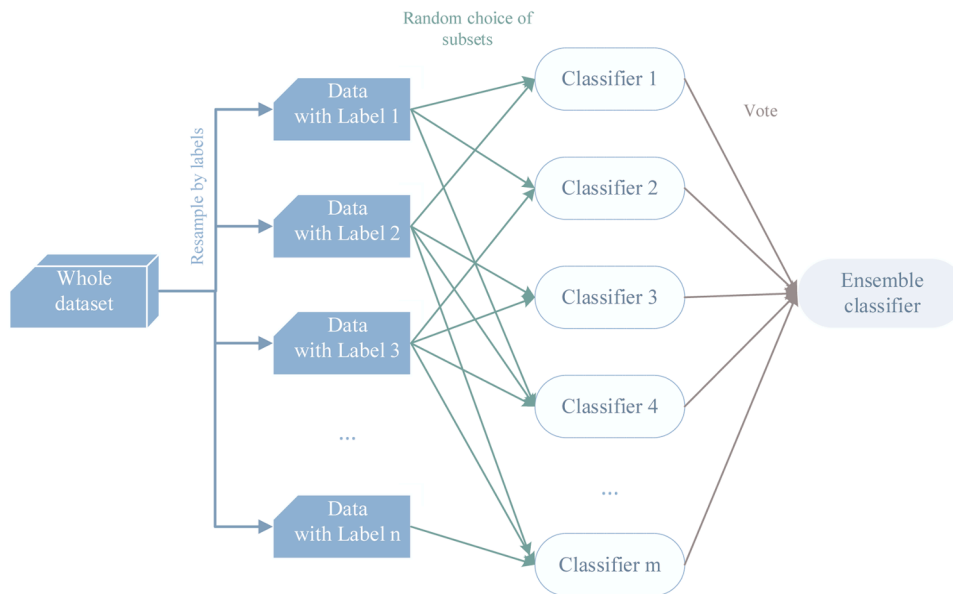 Random choice of
subsets
Data
with Label 1
Classifier 1
Vote
Resample by labels
Classifier 2
Data
with Label 2
Whole
dataset
Classifier 3
Ensemble
classifier
Data
with Label 3
Classifier 4
...
...
Data
with Label n
Classifier m